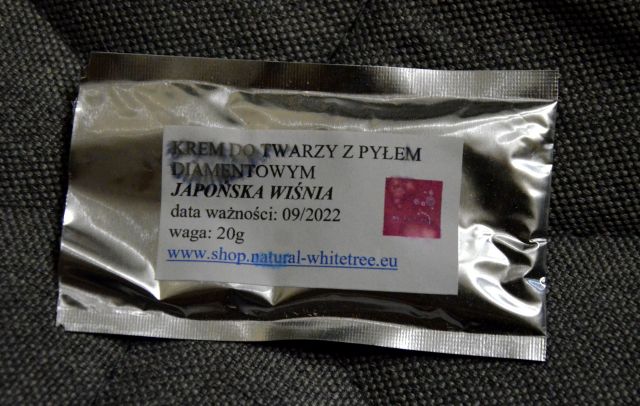 KREM DO TWARZY Z PYŁEM
DIAMENTOWYM
JAPOŃSKA WIŚNIA
data ważności: 09/2022
waga: 20g
www.shop.natural-whitetree.eu